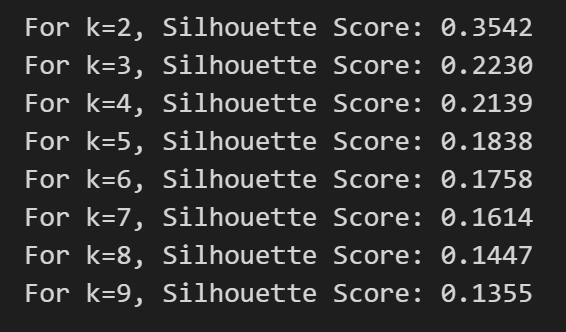 For k=2, Silhouette Score: 0.3542
For k=3, Silhouette Score: 0.2230
For k=4, Silhouette Score: 0.2139
For k=5, Silhouette Score: 0.1838
For k=6, Silhouette Score: 0.1758
For k=7, Silhouette Score: 0.1614
For k=8, Silhouette Score: 0.1447
For k=9, Silhouette Score: 0.1355